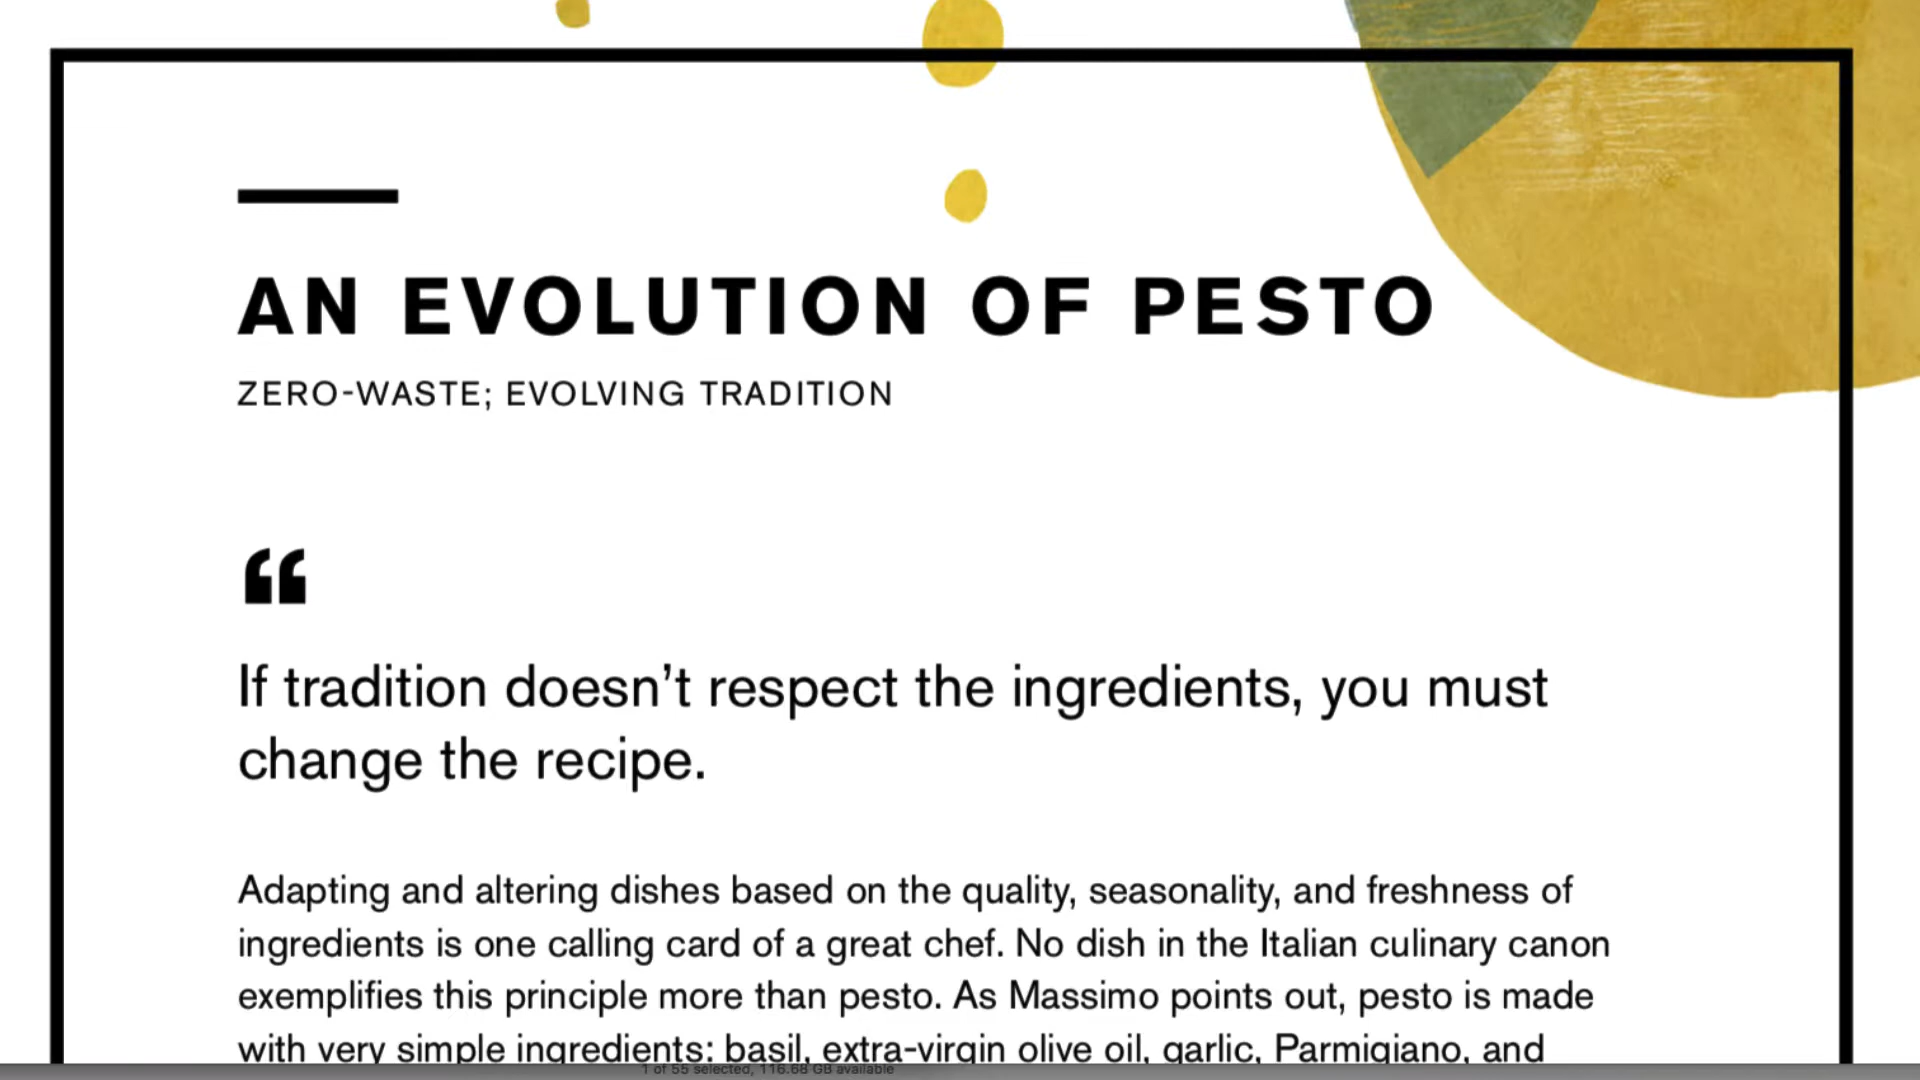 AN EVOLUTION OF PESTO
ZERO-WASTE; EVOLVING TRADITION
“
If tradition doesn’t respect the ingredients, you must
change the recipe.
Adapting and altering dishes based on the quality, seasonality, and freshness of
ingredients is one calling card of a great chef. No dish in the Italian culinary canon
exemplifies this principle more than pesto. As Massimo points out, pesto is made
with very simple ingredients: basil, extra-virgin olive oil, garlic, Parmigiano, and
1 of 55 selected, 116.68 GB available